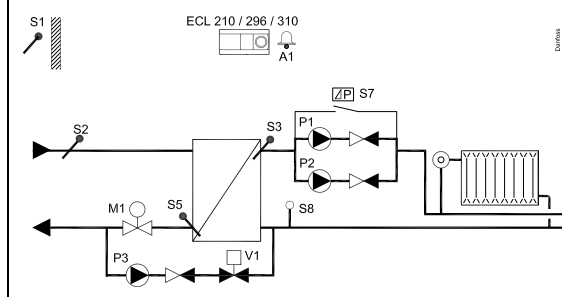 S1
ECL 210 / 296 / 310
A1
Danfoss
P S7
S2
S3
P1
P2
M1
S5
S8
P3
V1